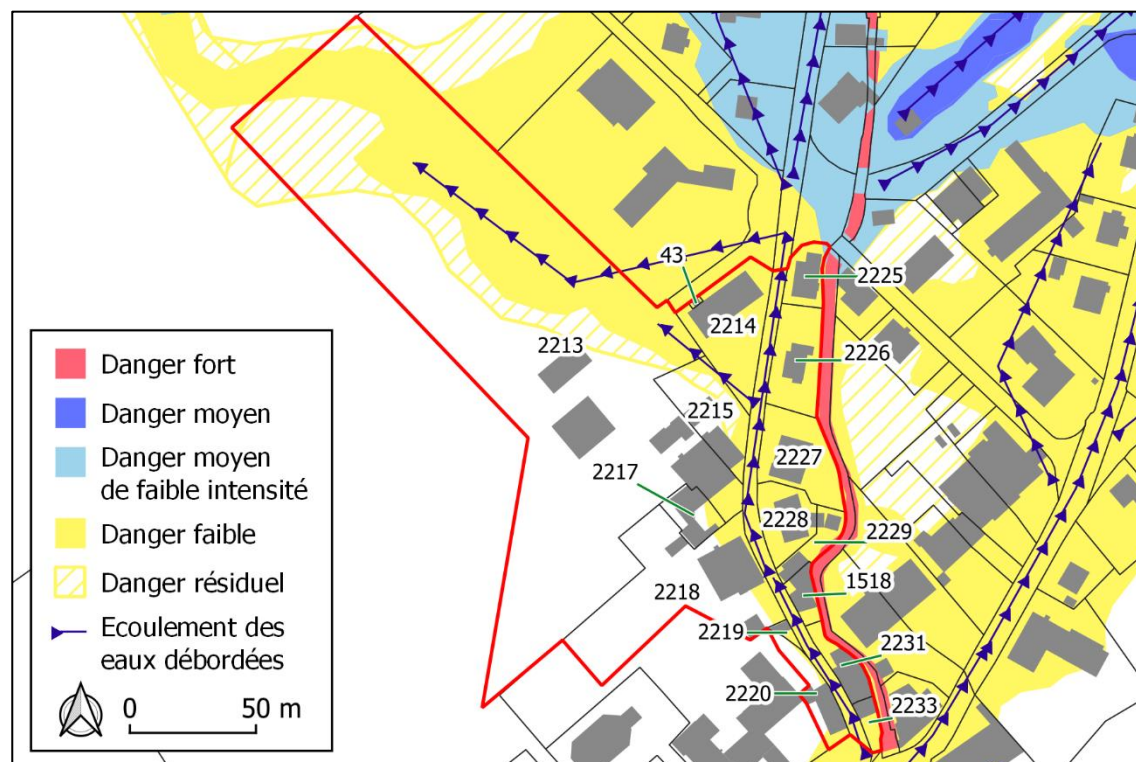 43
2225
2214
2213
2226
2215
2227
2217
2228
2229
1518
2218
2219
2231
2220
2233
Danger fort
Danger moyen
Danger moyen
de faible intensité
Danger faible
Danger résiduel
Ecoulement des
eaux débordées
0 50 m